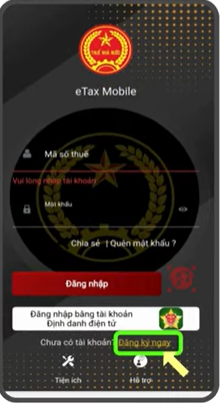 THUẾ NHÀ NƯỚC
eTax Mobile
Mã số thuế
Vui lòng nhập tài khoản
Mật khẩu
Chia sẻ | Quên mật khẩu ?
Đăng nhập
Đăng nhập bằng tài khoản
Định danh điện tử
Chưa có tài khoản? Đăng ký ngay
Tiện ích
Hỗ trợ